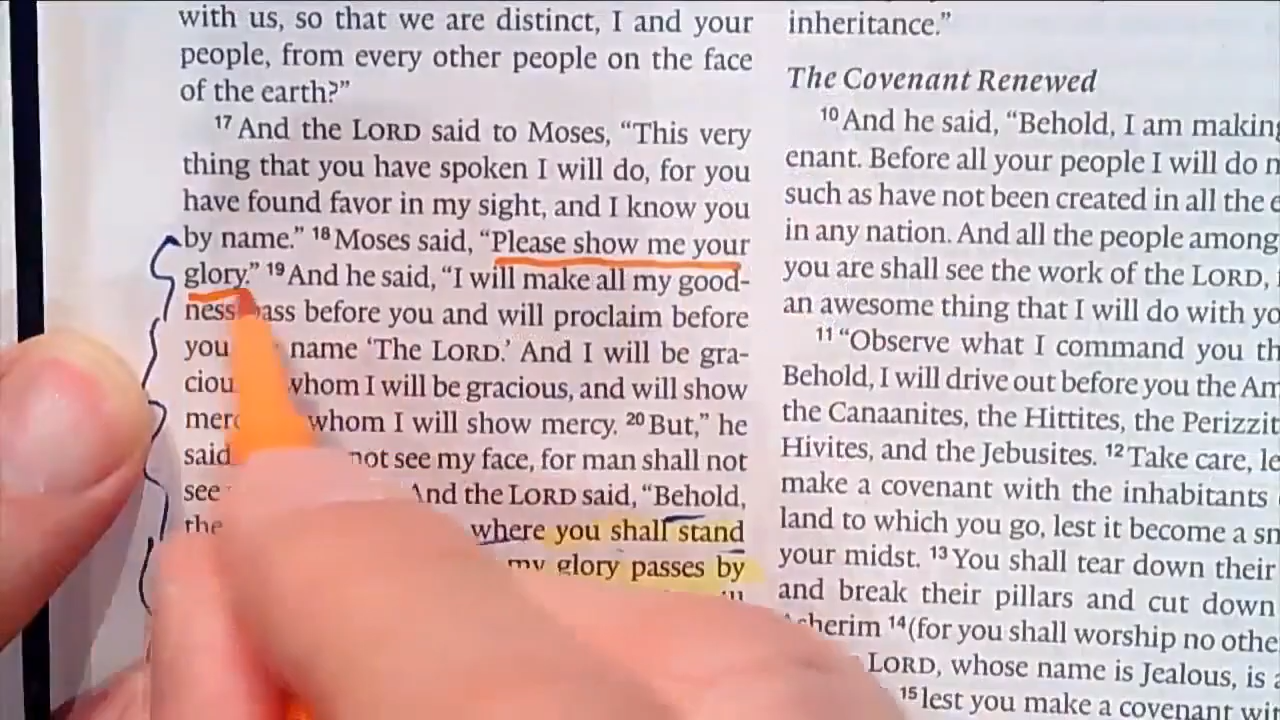 with us, so that we are distinct, I and your
people, from every other people on the face
of the earth?”
17 And the LORD said to Moses, “This very
thing that you have spoken I will do, for you
have found favor in my sight, and I know you
by name.” 18 Moses said, “Please show me your
glory.” 19 And he said, “I will make all my good-
ness pass before you and will proclaim before
you name ‘The LORD.’ And I will be gra-
whom I will be gracious, and will show
whom I will show mercy. 20 But,” he
said not see my face, for man shall not
see And the LORD said, “Behold,
the where you shall stand
my glory passes by
inheritance.”
The Covenant Renewed
10 And he said, “Behold, I am making
enant. Before all your people I will do
such as have not been created in all the
in any nation. And all the people among
you are shall see the work of the LORD,
an awesome thing that I will do with
11 “Observe what I command you
Behold, I will drive out before you the
the Canaanites, the Hittites, the
Hivites, and the Jebusites. 12 Take care,
make a covenant with the inhabitants
land to which you go, lest it become a
your midst. 13 You shall tear down their
and break their pillars and cut down
Asherim 14 (for you shall worship no
LORD, whose name is Jealous, is
15 lest you make a covenant